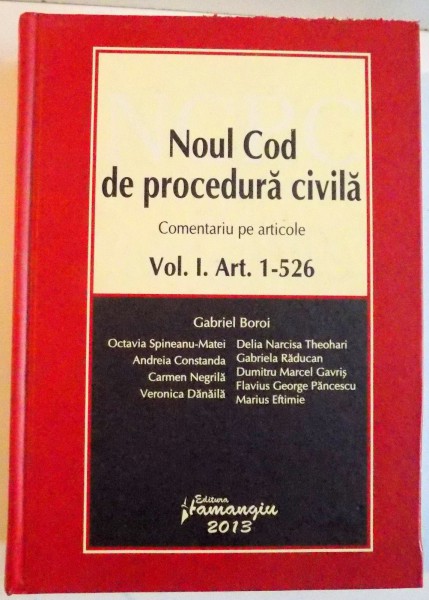 NCPC
Noul Cod
de procedură civilă
Comentariu pe articole
Vol. I. Art. 1-526
Gabriel Boroi
Octavia Spineanu-Matei
Andreia Constanda
Carmen Negrilă
Veronica Dănăilă
Delia Narcisa Theohari
Gabriela Răducan
Dumitru Marcel Gavriș
Flavius George Păncescu
Marius Eftimie
Editura
Hamangiu
2013